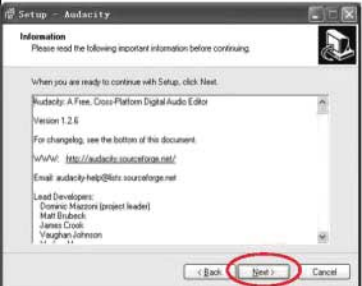 Setup - Audacity
Information
Please read the following important information before continuing.
When you are ready to continue with Setup, click Next.
Audacity: A Free, Cross-Platform Digital Audio Editor
Version 1.2.6
For changelog, see the bottom of this document.
WWW: http://audacity.sourceforge.net/
Email: audacity-help@lists.sourceforge.net
Lead Developers:
Dominic Mazzoni (project leader)
Matt Brubeck
James Crook
Vaughan Johnson
< Back Next > Cancel